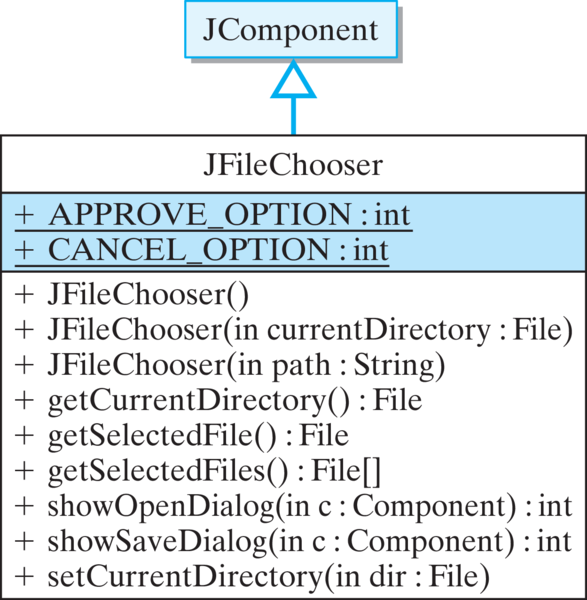 JComponent
JFileChooser
+ APPROVE_OPTION : int
+ CANCEL_OPTION : int
+ JFileChooser()
+ JFileChooser(in currentDirectory : File)
+ JFileChooser(in path : String)
+ getCurrentDirectory() : File
+ getSelectedFile() : File
+ getSelectedFiles() : File[]
+ showOpenDialog(in c : Component) : int
+ showSaveDialog(in c : Component) : int
+ setCurrentDirectory(in dir : File)